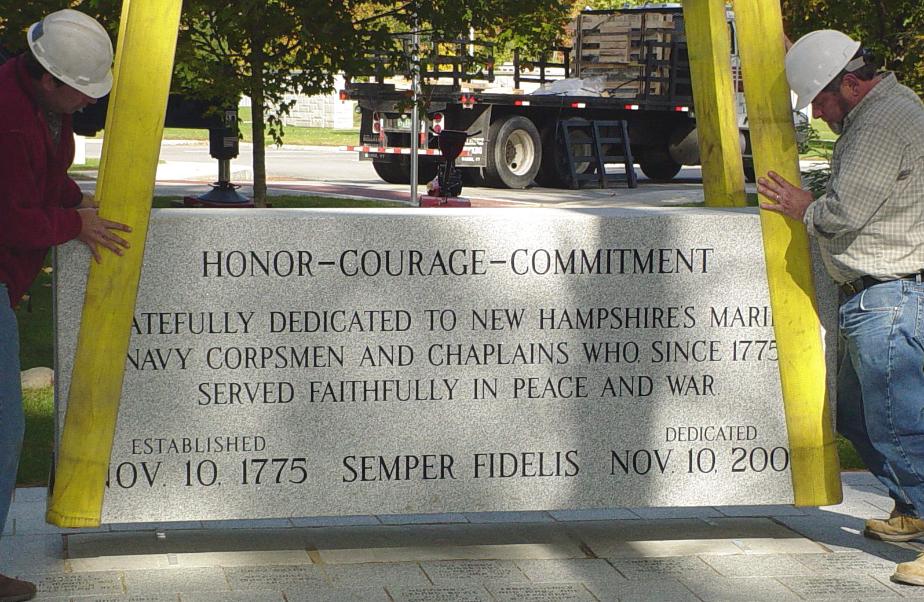 HONOR-COURAGE-COMMITMENT
ATEFULLY DEDICATED TO NEW HAMPSHIRE'S MARI
NAVY CORPSMEN AND CHAPLAINS WHO, SINCE 1775
SERVED FAITHFULLY IN PEACE AND WAR.
ESTABLISHED
NOV. 10, 1775
SEMPER FIDELIS
DEDICATED
NOV. 10, 200